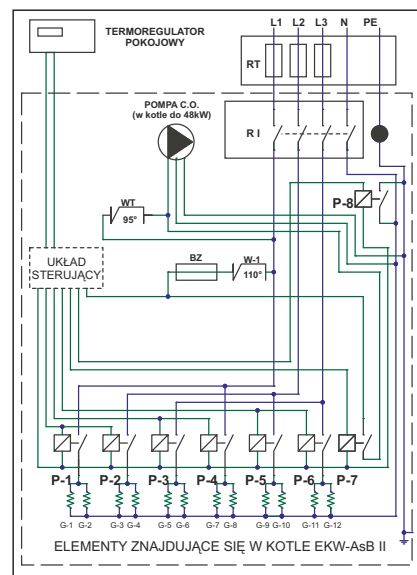 TERMOREGULATOR
POKOJOWY
L1 L2 L3 N PE
RT
POMPA C.O.
(w kotle do 48kW)
R I
P-8
WT
95°
UKŁAD
STERUJĄCY
BZ
W-1
110°
P-1 P-2 P-3 P-4 P-5 P-6 P-7
G-1 G-2 G-3 G-4 G-5 G-6 G-7 G-8 G-9 G-10 G-11 G-12
ELEMENTY ZNAJDUJĄCE SIĘ W KOTLE EKW-AsB II